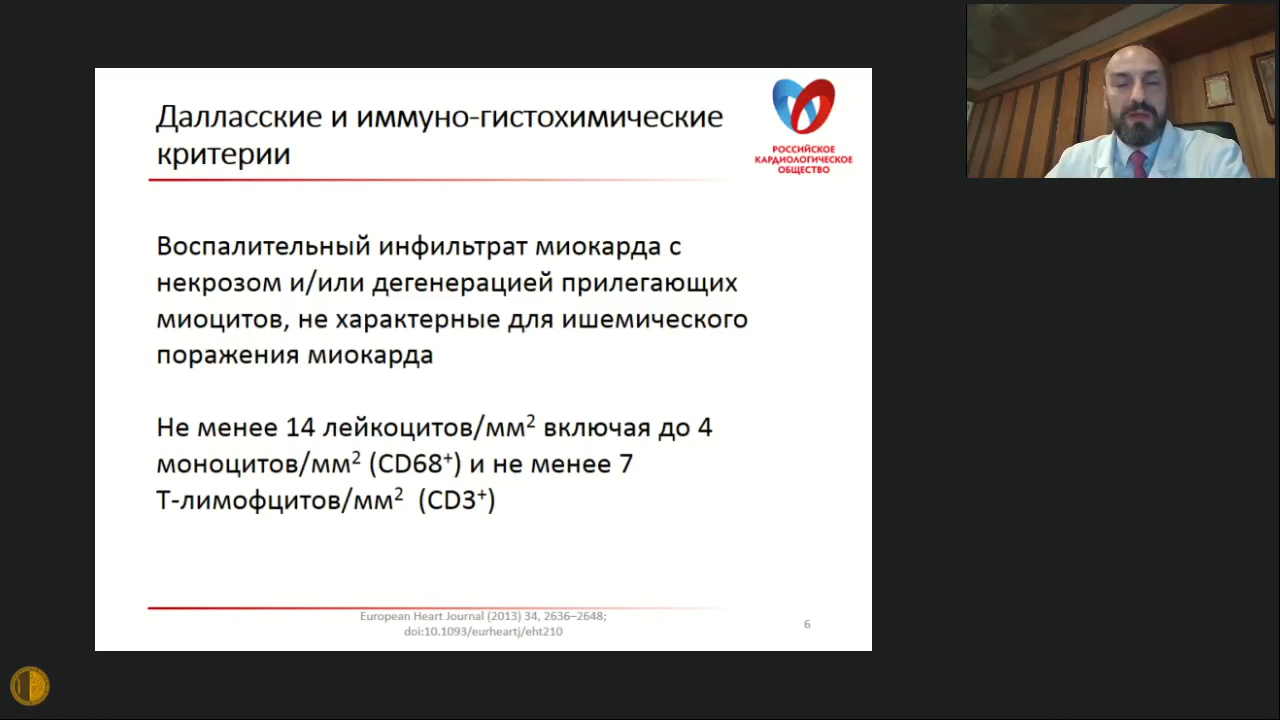 Далласские и иммуно-гистохимические
критерии
РОССИЙСКОЕ
КАРДИОЛОГИЧЕСКОЕ
ОБЩЕСТВО
Воспалительный инфильтрат миокарда с
некрозом и/или дегенерацией прилегающих
миоцитов, не характерные для ишемического
поражения миокарда
Не менее 14 лейкоцитов/мм² включая до 4
моноцитов/мм² (CD68⁺) и не менее 7
Т-лимофцитов/мм² (CD3⁺)
European Heart Journal (2013) 34, 2636–2648;
doi:10.1093/eurheartj/eht210
6